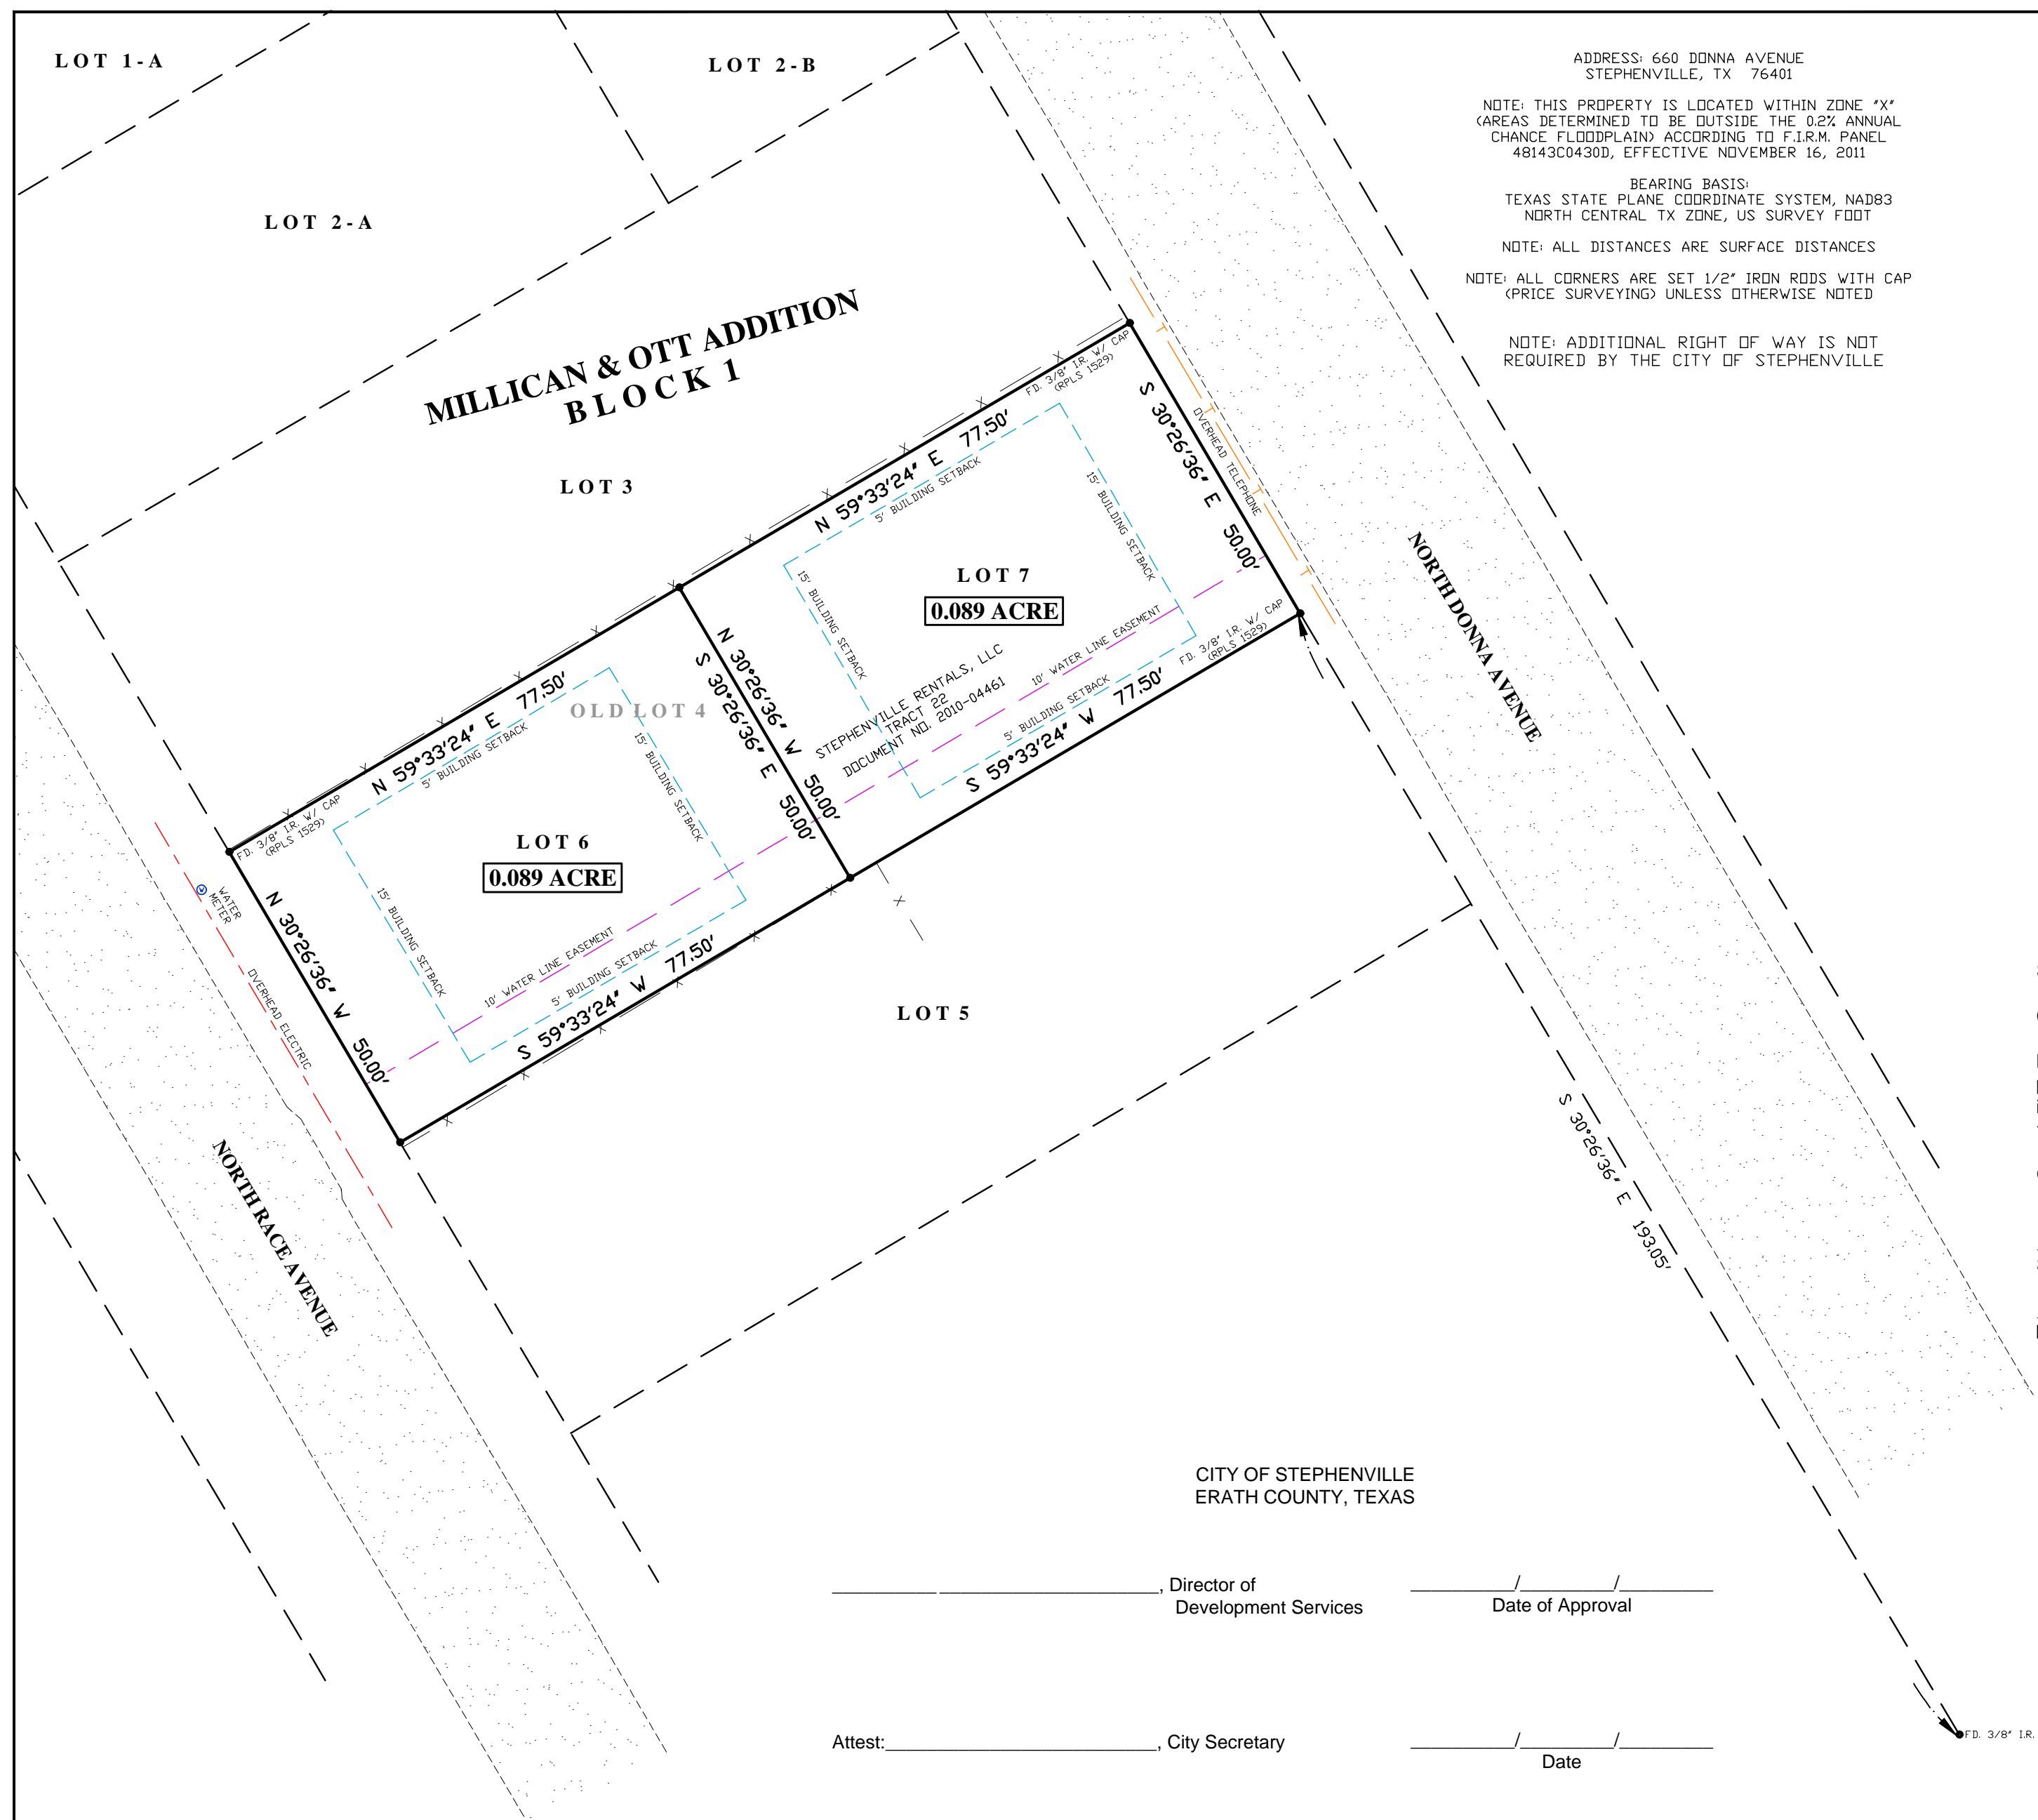 LOT 1-A
LOT 2-B
LOT 2-A
ADDRESS: 660 DONNA AVENUE
STEPHENVILLE, TX 76401
NOTE: THIS PROPERTY IS LOCATED WITHIN ZONE "X"
(AREAS DETERMINED TO BE OUTSIDE THE 0.2% ANNUAL
CHANCE FLOODPLAIN) ACCORDING TO F.I.R.M. PANEL
48143C0430D, EFFECTIVE NOVEMBER 16, 2011
BEARING BASIS:
TEXAS STATE PLANE COORDINATE SYSTEM, NAD83
NORTH CENTRAL TX ZONE, US SURVEY FOOT
NOTE: ALL DISTANCES ARE SURFACE DISTANCES
NOTE: ALL CORNERS ARE SET 1/2" IRON RODS WITH CAP
(PRICE SURVEYING) UNLESS OTHERWISE NOTED
NOTE: ADDITIONAL RIGHT OF WAY IS NOT
REQUIRED BY THE CITY OF STEPHENVILLE
MILLICAN & OTT ADDITION
BLOCK 1
LOT 3
FD. 3/8" I.R. W/ CAP
(RPLS 1529)
N 59°33'24" E 77.50'
5' BUILDING SETBACK
S 30°26'36" E 50.00'
OVERHEAD TELEPHONE
15' BUILDING SETBACK
15' BUILDING SETBACK
LOT 7
0.089 ACRE
NORTH DONNA AVENUE
10' WATER LINE EASEMENT
FD. 3/8" I.R. W/ CAP
(RPLS 1529)
STEPHENVILLE RENTALS, LLC
TRACT 22
DOCUMENT NO. 2010-04461
5' BUILDING SETBACK
S 59°33'24" W 77.50'
N 30°26'36" W 50.00'
S 30°26'36" E 50.00'
OLD LOT 4
N 59°33'24" E 77.50'
5' BUILDING SETBACK
15' BUILDING SETBACK
FD. 3/8" I.R. W/ CAP
(RPLS 1529)
LOT 6
0.089 ACRE
WATER
METER
N 30°26'36" W 50.00'
15' BUILDING SETBACK
10' WATER LINE EASEMENT
5' BUILDING SETBACK
S 59°33'24" W 77.50'
OVERHEAD ELECTRIC
LOT 5
NORTH RACE AVENUE
S 30°26'36" E 193.05'
CITY OF STEPHENVILLE
ERATH COUNTY, TEXAS
__________ _____________________, Director of
Development Services
__________/_________/_________
Date of Approval
Attest:__________________________, City Secretary
__________/_________/_________
Date
FD. 3/8" I.R.